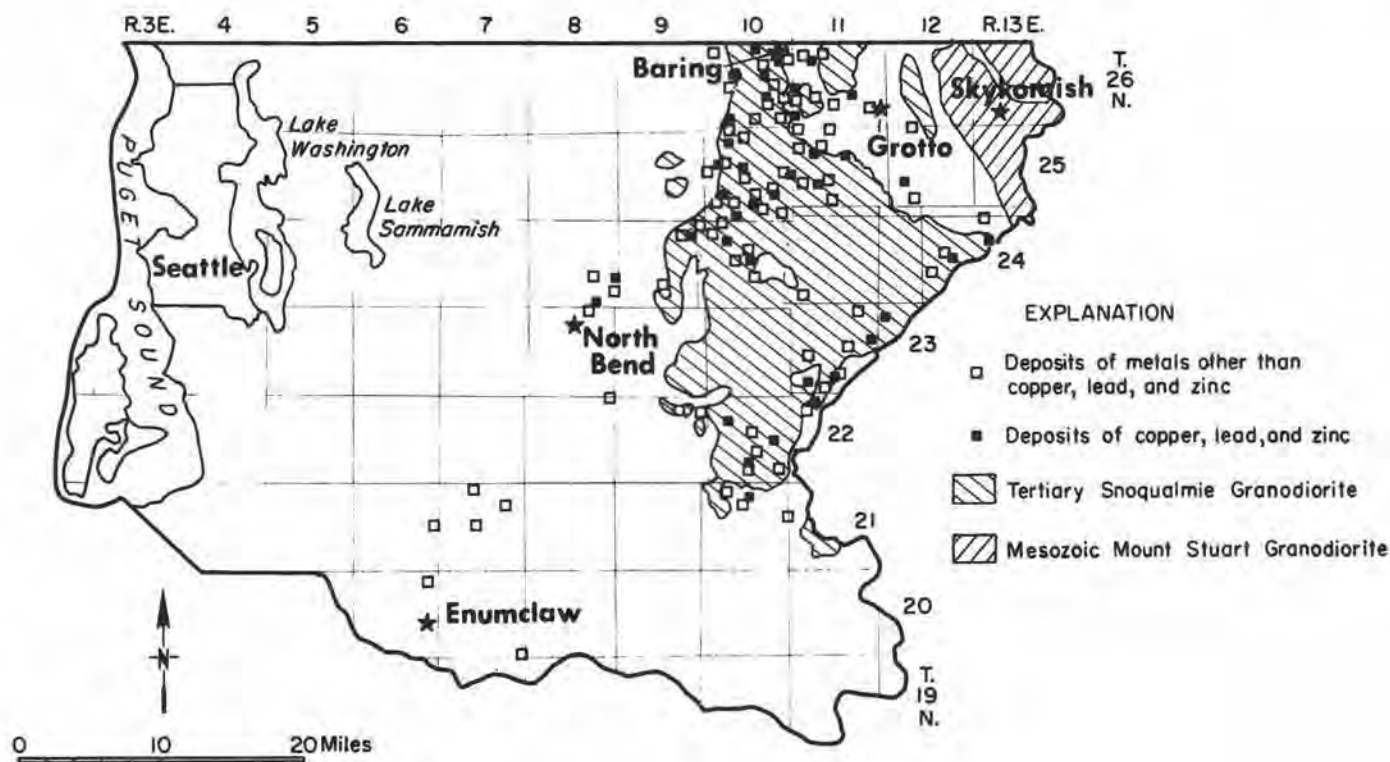 R.3E. 4 5 6 7 8 9 10 11 12 R.13 E.
T.
26
N.
Baring
Skykomish
Grotto
25
Lake
Washington
PUGET
SOUND
Lake
Sammamish
Seattle
24
North
Bend
23
22
21
20
Enumclaw
T.
19
N.
EXPLANATION
Deposits of metals other than
copper, lead, and zinc
Deposits of copper, lead, and zinc
Tertiary Snoqualmie Granodiorite
Mesozoic Mount Stuart Granodiorite
N
0 10 20 Miles